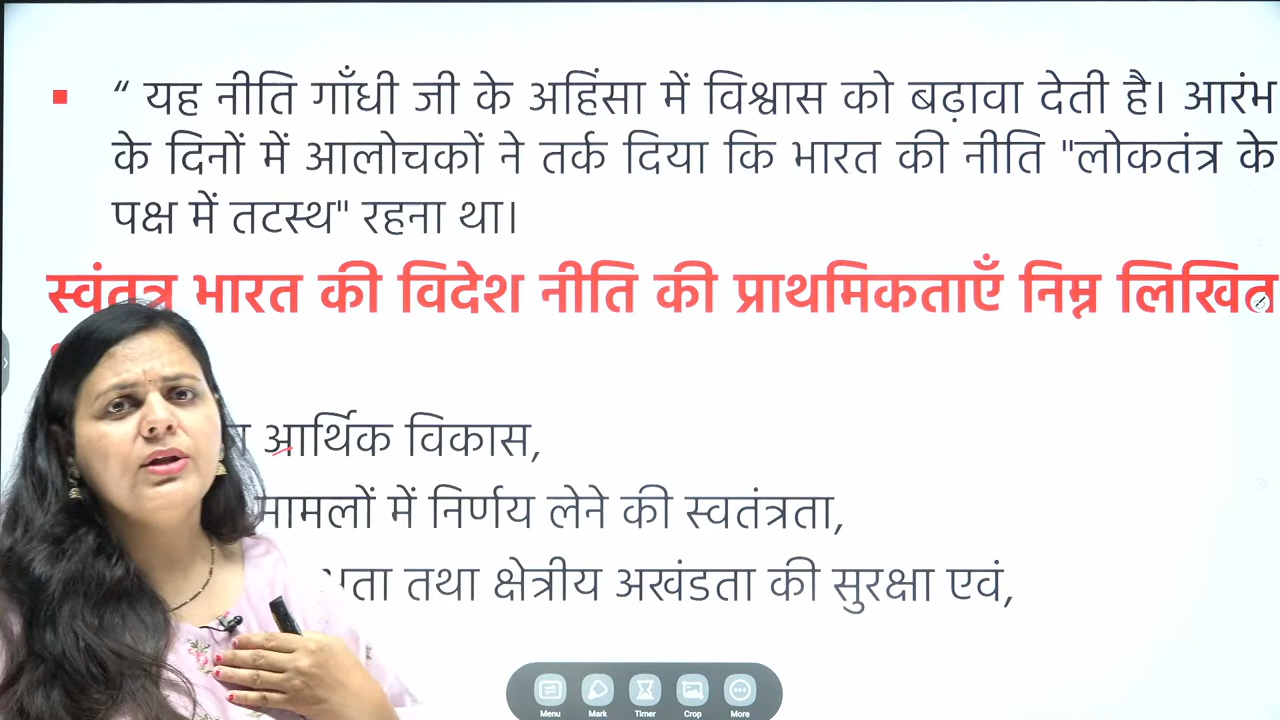 “ यह नीति गाँधी जी के अहिंसा में विश्वास को बढ़ावा देती है। आरंभ
के दिनों में आलोचकों ने तर्क दिया कि भारत की नीति "लोकतंत्र के
पक्ष में तटस्थ" रहना था।
स्वंतत्र भारत की विदेश नीति की प्राथमिकताएँ निम्न लिखित
आर्थिक विकास,
मामलों में निर्णय लेने की स्वतंत्रता,
तथा क्षेत्रीय अखंडता की सुरक्षा एवं,
Menu Mark Timer Crop More